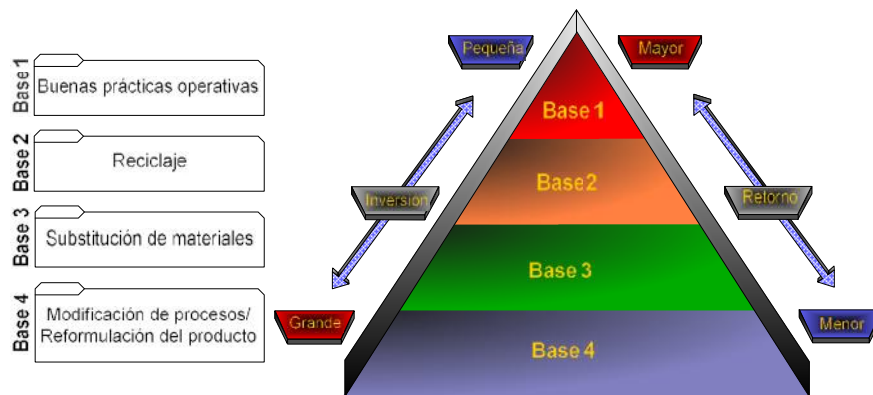 Base 1
Buenas prácticas operativas
Base 2
Reciclaje
Base 3
Substitución de materiales
Base 4
Modificación de procesos/
Reformulación del producto
Pequeña
Mayor
Inversión
Retorno
Grande
Menor
Base 1
Base2
Base 3
Base 4